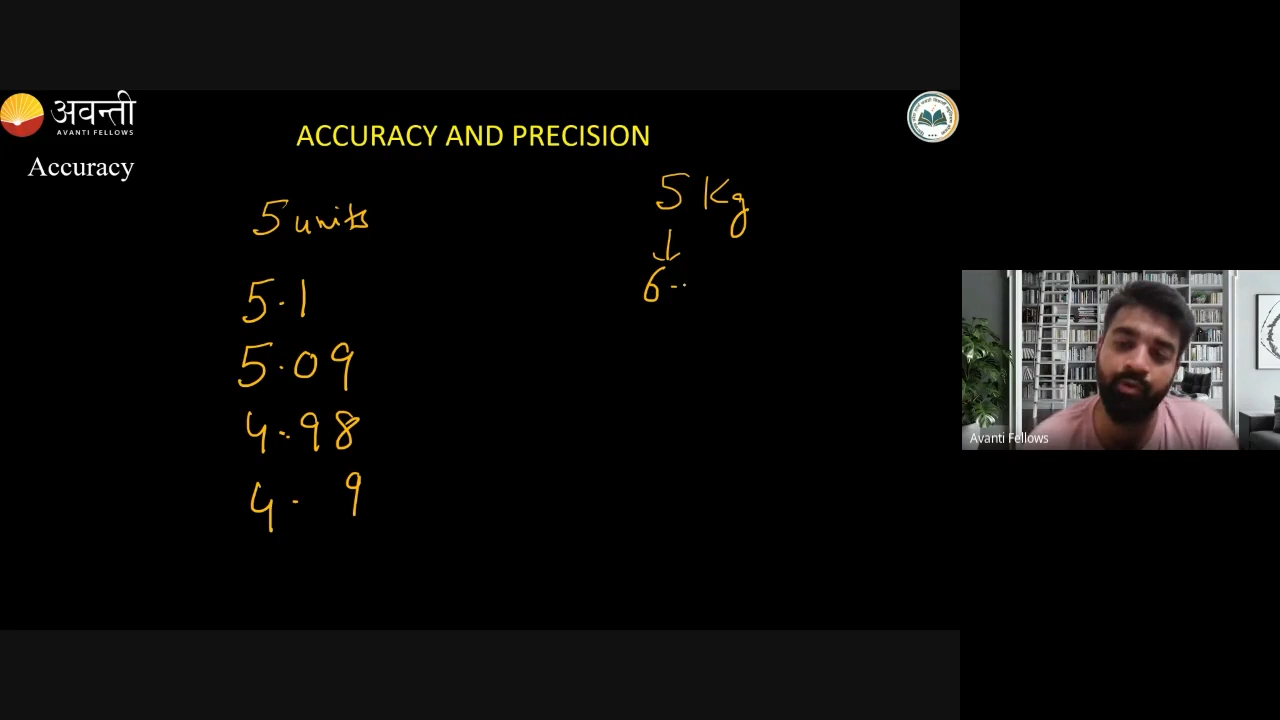 अवन्ती
AVANTI FELLOWS
ACCURACY AND PRECISION
Accuracy
5 units
5.1
5.09
4.98
4. 9
5 Kg
↓
6..
Avanti Fellows